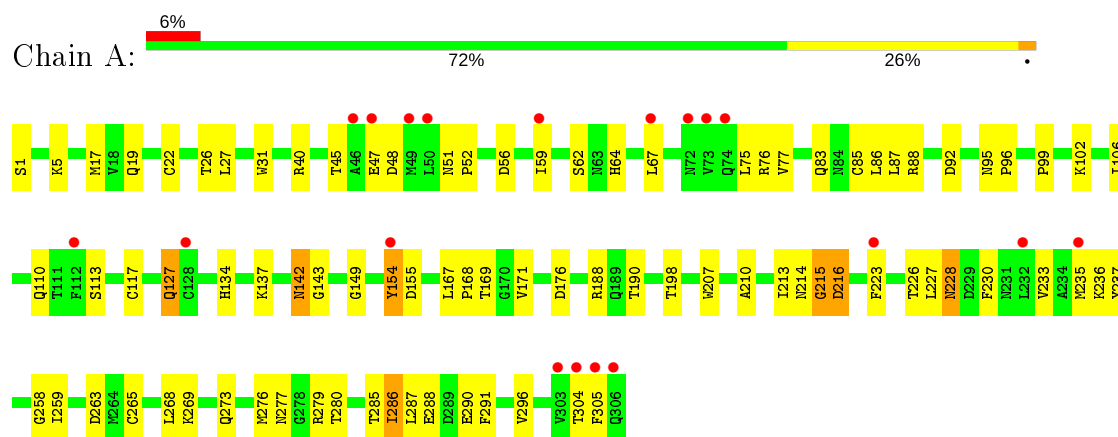 6%
Chain A:
72% 26% •
S1 K5 M17 V18 Q19 C22 T26 L27 W31 R40 T45 A46 E47 D48 M49 L50 N51 P52 D56 I59 S62 N63 H64 L67 N72 V73 Q74 L75 R76 V77 Q83 N84 C85 L86 L87 R88 D92 N95 P96 P99 K102 I106
Q110 T111 F112 S113 C117 Q127 C128 H134 K137 N142 G143 G149 Y154 D155 L167 P168 T169 G170 V171 D176 R188 Q189 T190 T198 W207 A210 I213 N214 G215 D216 F223 T226 L227 N228 D229 F230 N231 L232 V233 A234 M235 K236 Y237
G258 I259 D263 M264 C265 L268 K269 Q273 M276 N277 G278 R279 T280 T285 I286 L287 E288 D289 E290 F291 V296 V303 T304 F305 Q306